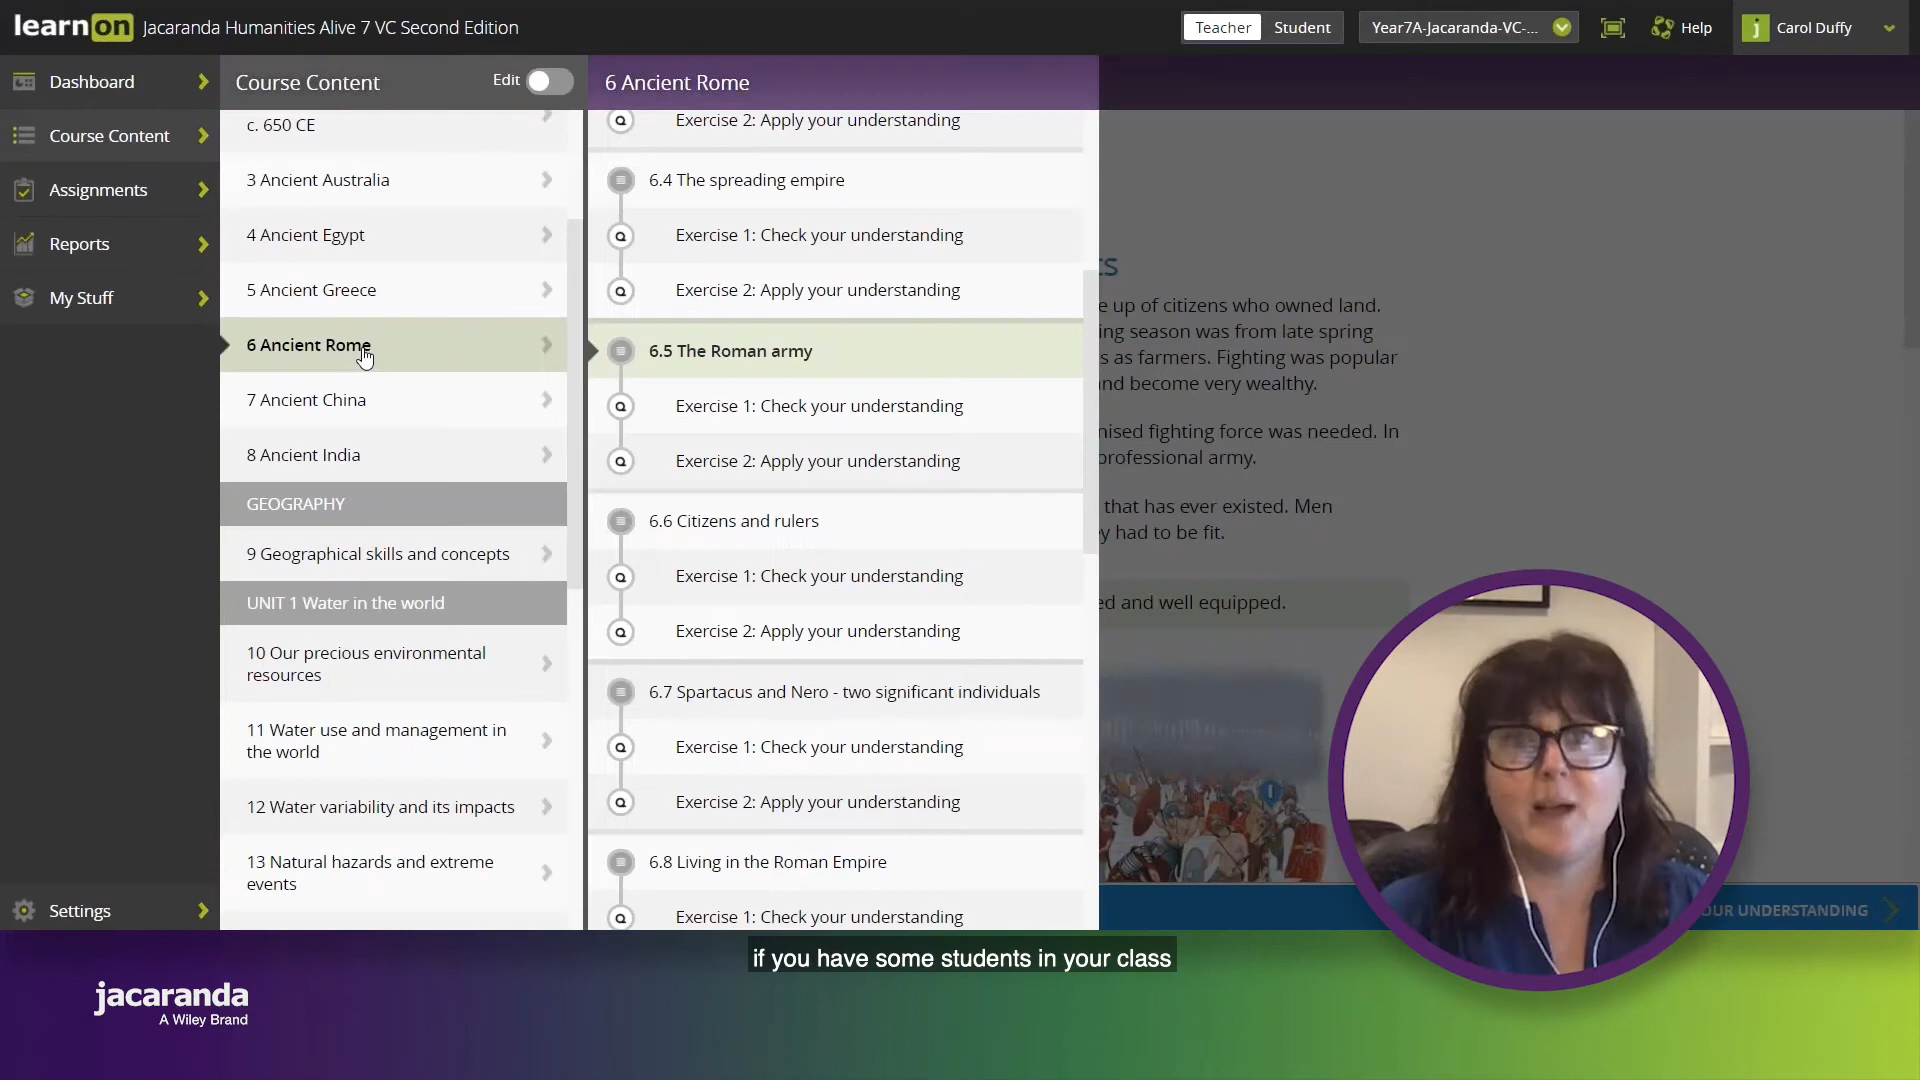 learnon Jacaranda Humanities Alive 7 VC Second Edition
Teacher Student
Year7A-Jacaranda-VC-...
Help
j Carol Duffy
Dashboard
Course Content
Assignments
Reports
My Stuff
Settings
Course Content Edit
c. 650 CE
3 Ancient Australia
4 Ancient Egypt
5 Ancient Greece
6 Ancient Rome
7 Ancient China
8 Ancient India
GEOGRAPHY
9 Geographical skills and concepts
UNIT 1 Water in the world
10 Our precious environmental
resources
11 Water use and management in
the world
12 Water variability and its impacts
13 Natural hazards and extreme
events
6 Ancient Rome
Exercise 2: Apply your understanding
6.4 The spreading empire
Exercise 1: Check your understanding
Exercise 2: Apply your understanding
6.5 The Roman army
Exercise 1: Check your understanding
Exercise 2: Apply your understanding
6.6 Citizens and rulers
Exercise 1: Check your understanding
Exercise 2: Apply your understanding
6.7 Spartacus and Nero - two significant individuals
Exercise 1: Check your understanding
Exercise 2: Apply your understanding
6.8 Living in the Roman Empire
Exercise 1: Check your understanding
up of citizens who owned land.
season was from late spring
as farmers. Fighting was popular
become very wealthy.
fighting force was needed. In
professional army.
that has ever existed. Men
had to be fit.
and well equipped.
UNDERSTANDING
if you have some students in your class
jacaranda
A Wiley Brand